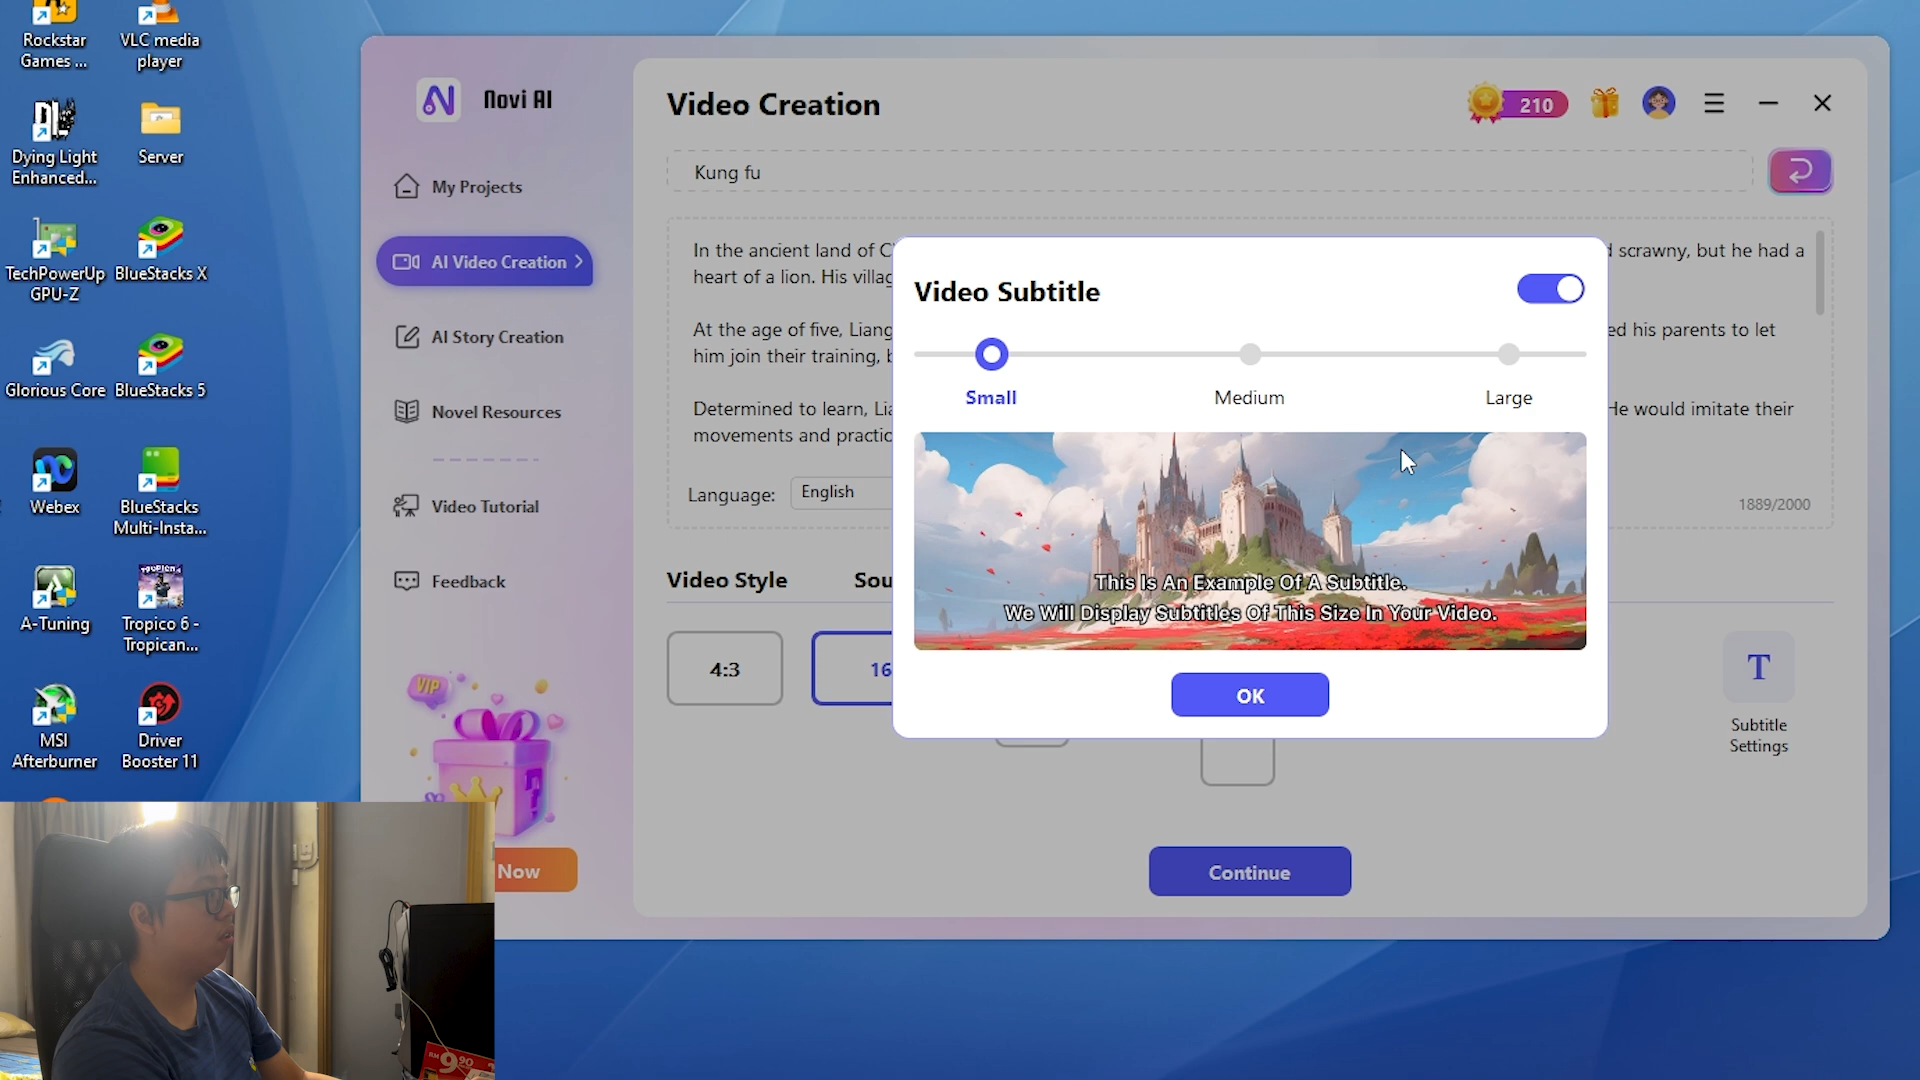 Rockstar
Games ...
VLC media
player
Dying Light
Enhanced...
Server
TechPowerUp
GPU-Z
BlueStacks X
Glorious Core
BlueStacks 5
Webex
BlueStacks
Multi-Insta...
A-Tuning
Tropico 6 -
Tropican...
MSI
Afterburner
Driver
Booster 11
Novi AI
My Projects
AI Video Creation
AI Story Creation
Novel Resources
Video Tutorial
Feedback
VIP
Now
Video Creation
210
Kung fu
In the ancient land of C
scrawny, but he had a
heart of a lion. His villag
At the age of five, Liang
ed his parents to let
him join their training, b
Determined to learn, Lia
He would imitate their
movements and practic
Language: English
1889/2000
Video Style
Sou
4:3
16
Video Subtitle
Small
Medium
Large
This Is An Example Of A Subtitle.
We Will Display Subtitles Of This Size In Your Video.
OK
T
Subtitle
Settings
Continue
RM 9.90